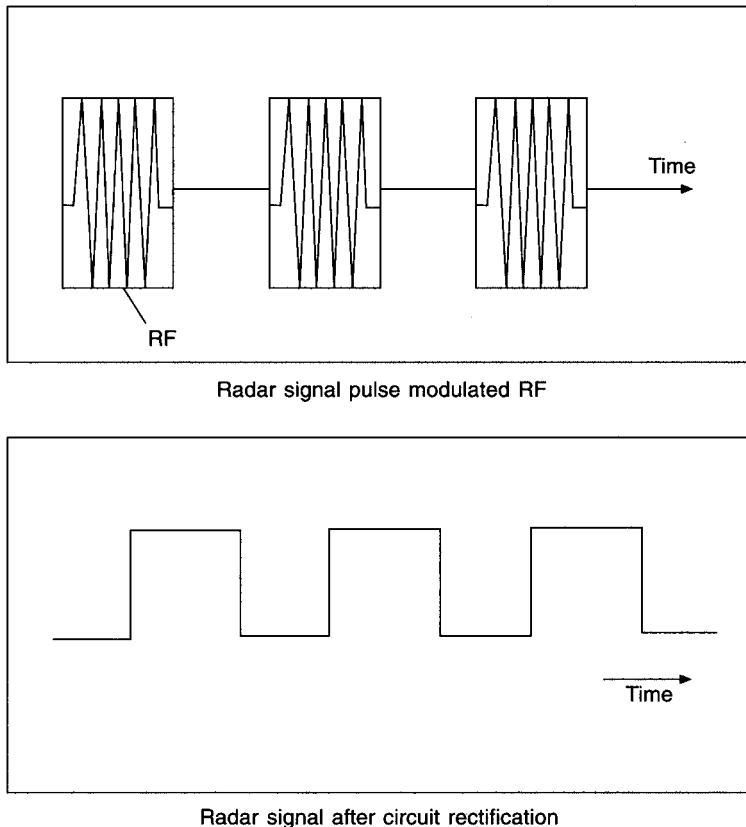 Time
RF
Radar signal pulse modulated RF
Time
Radar signal after circuit rectification